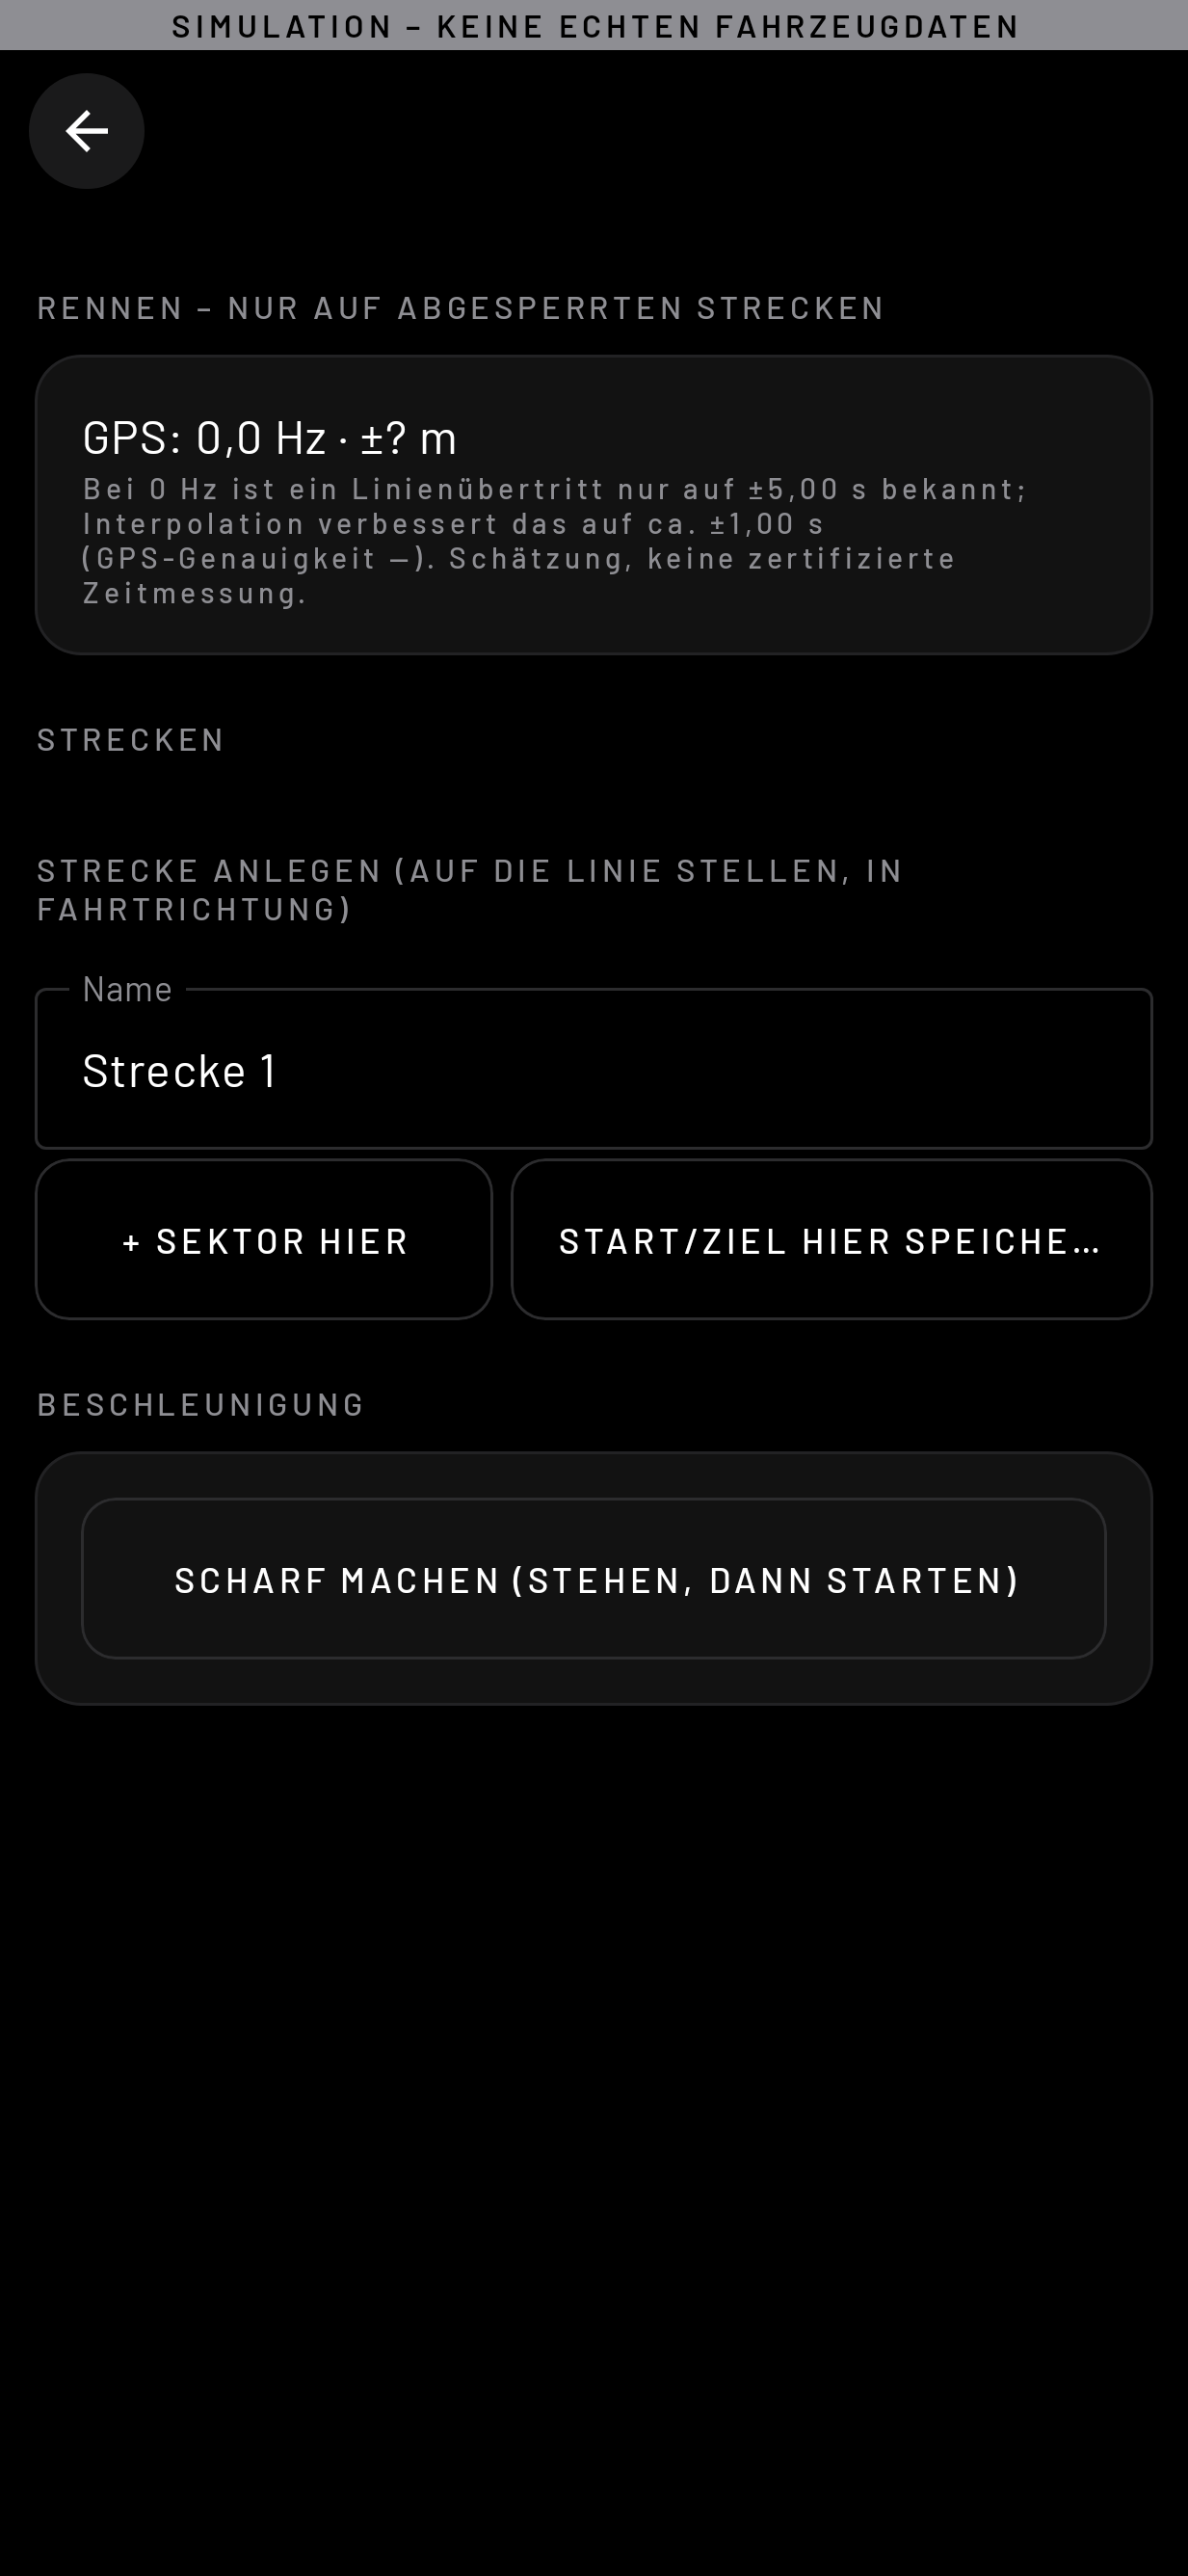 SIMULATION – KEINE ECHTEN FAHRZEUGDATEN
RENNEN – NUR AUF ABGESPERRTEN STRECKEN
GPS: 0,0 Hz · ±? m
Bei 0 Hz ist ein Linienübertritt nur auf ±5,00 s bekannt;
Interpolation verbessert das auf ca. ±1,00 s
(GPS-Genauigkeit —). Schätzung, keine zertifizierte
Zeitmessung.
STRECKEN
STRECKE ANLEGEN (AUF DIE LINIE STELLEN, IN
FAHRTRICHTUNG)
Name
Strecke 1
+ SEKTOR HIER
START/ZIEL HIER SPEICHE…
BESCHLEUNIGUNG
SCHARF MACHEN (STEHEN, DANN STARTEN)